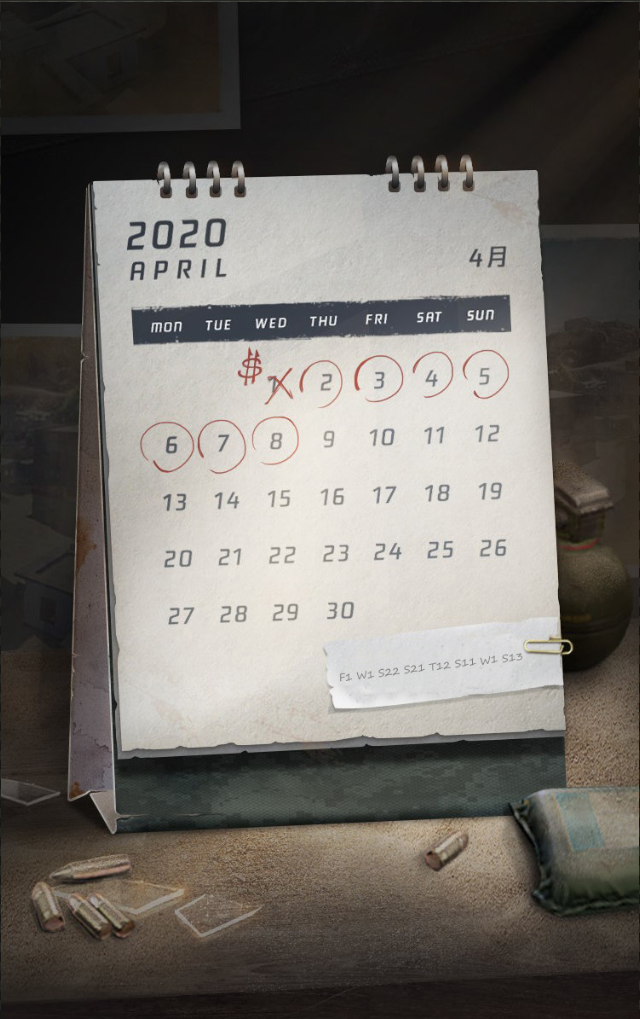 2020
APRIL
4月
MON TUE WED THU FRI SAT SUN
$ 1 2 3 4 5
6 7 8 9 10 11 12
13 14 15 16 17 18 19
20 21 22 23 24 25 26
27 28 29 30
F1 W1 S22 S21 T12 S11 W1 S13